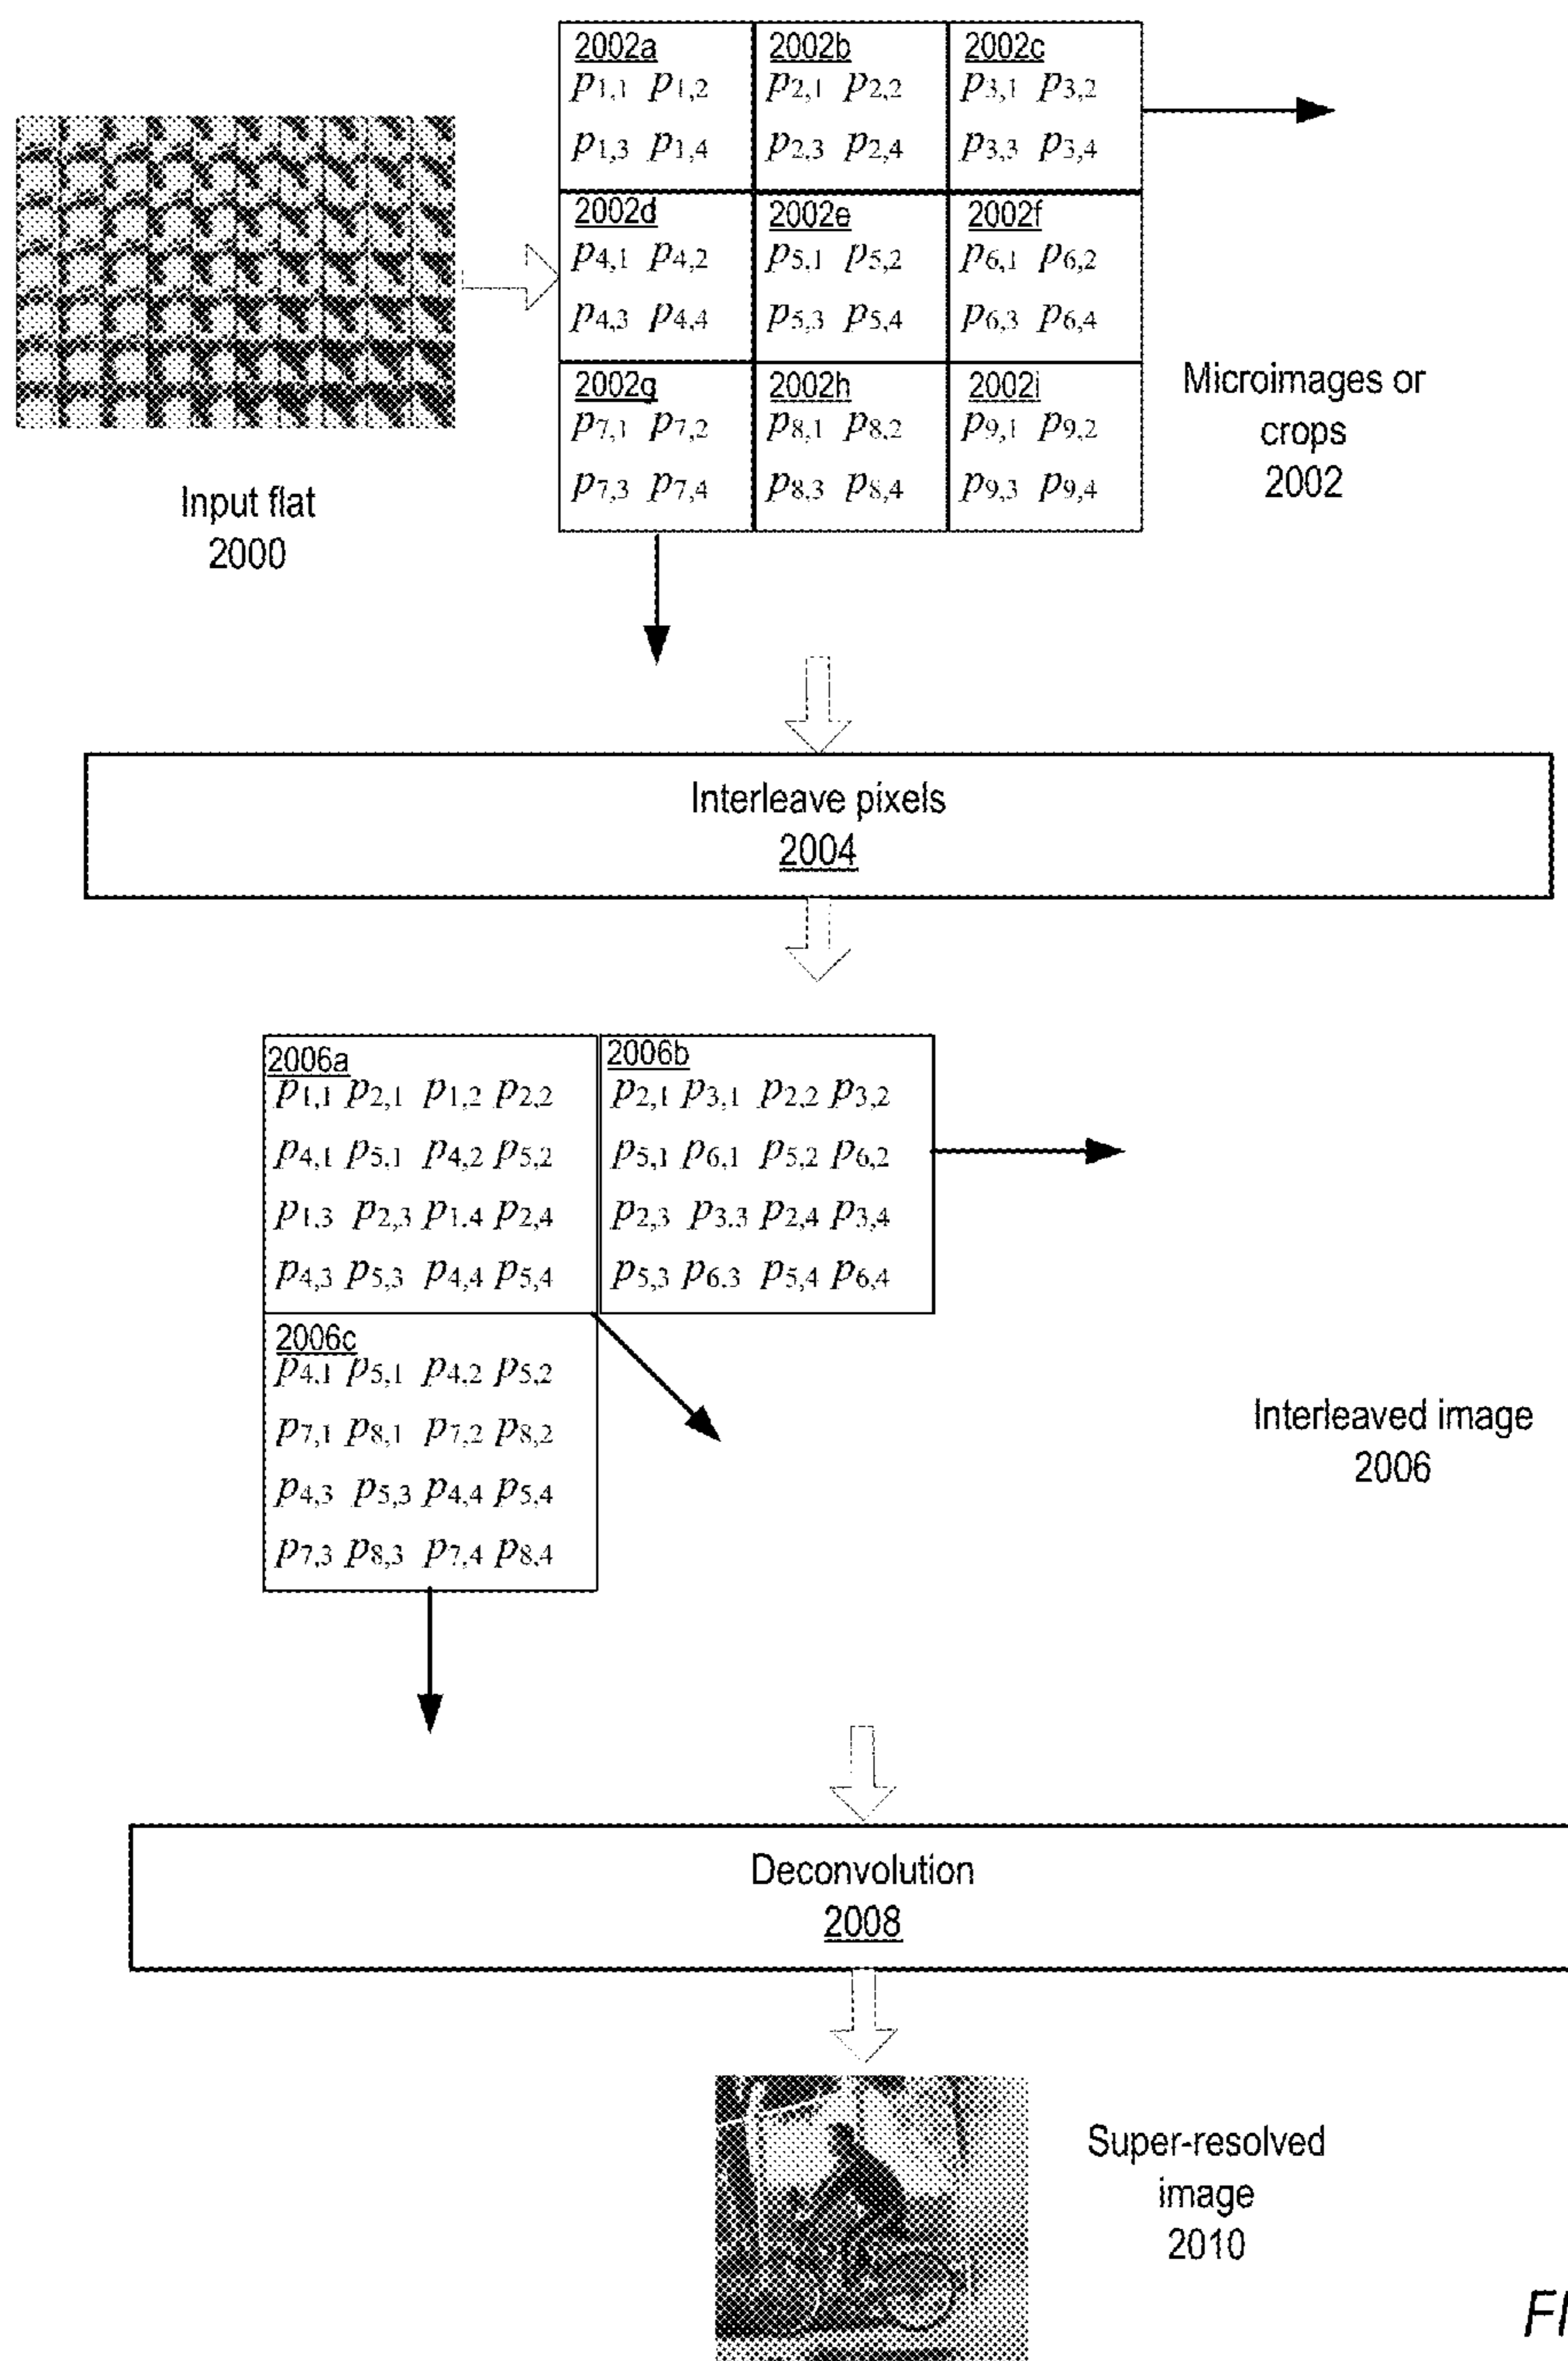 2002a 2002b 2002c
p1,1 p1,2 p2,1 p2,2 p3,1 p3,2
p1,3 p1,4 p2,3 p2,4 p3,3 p3,4
2002d 2002e 2002f
p4,1 p4,2 p5,1 p5,2 p6,1 p6,2
p4,3 p4,4 p5,3 p5,4 p6,3 p6,4
2002g 2002h 2002i
p7,1 p7,2 p8,1 p8,2 p9,1 p9,2
p7,3 p7,4 p8,3 p8,4 p9,3 p9,4
Microimages or
crops
2002
Input flat
2000
Interleave pixels
2004
2006a 2006b
p1,1 p2,1 p1,2 p2,2 p2,1 p3,1 p2,2 p3,2
p4,1 p5,1 p4,2 p5,2 p5,1 p6,1 p5,2 p6,2
p1,3 p2,3 p1,4 p2,4 p2,3 p3,3 p2,4 p3,4
p4,3 p5,3 p4,4 p5,4 p5,3 p6,3 p5,4 p6,4
2006c
p4,1 p5,1 p4,2 p5,2
p7,1 p8,1 p7,2 p8,2
p4,3 p5,3 p4,4 p5,4
p7,3 p8,3 p7,4 p8,4
Interleaved image
2006
Deconvolution
2008
Super-resolved
image
2010